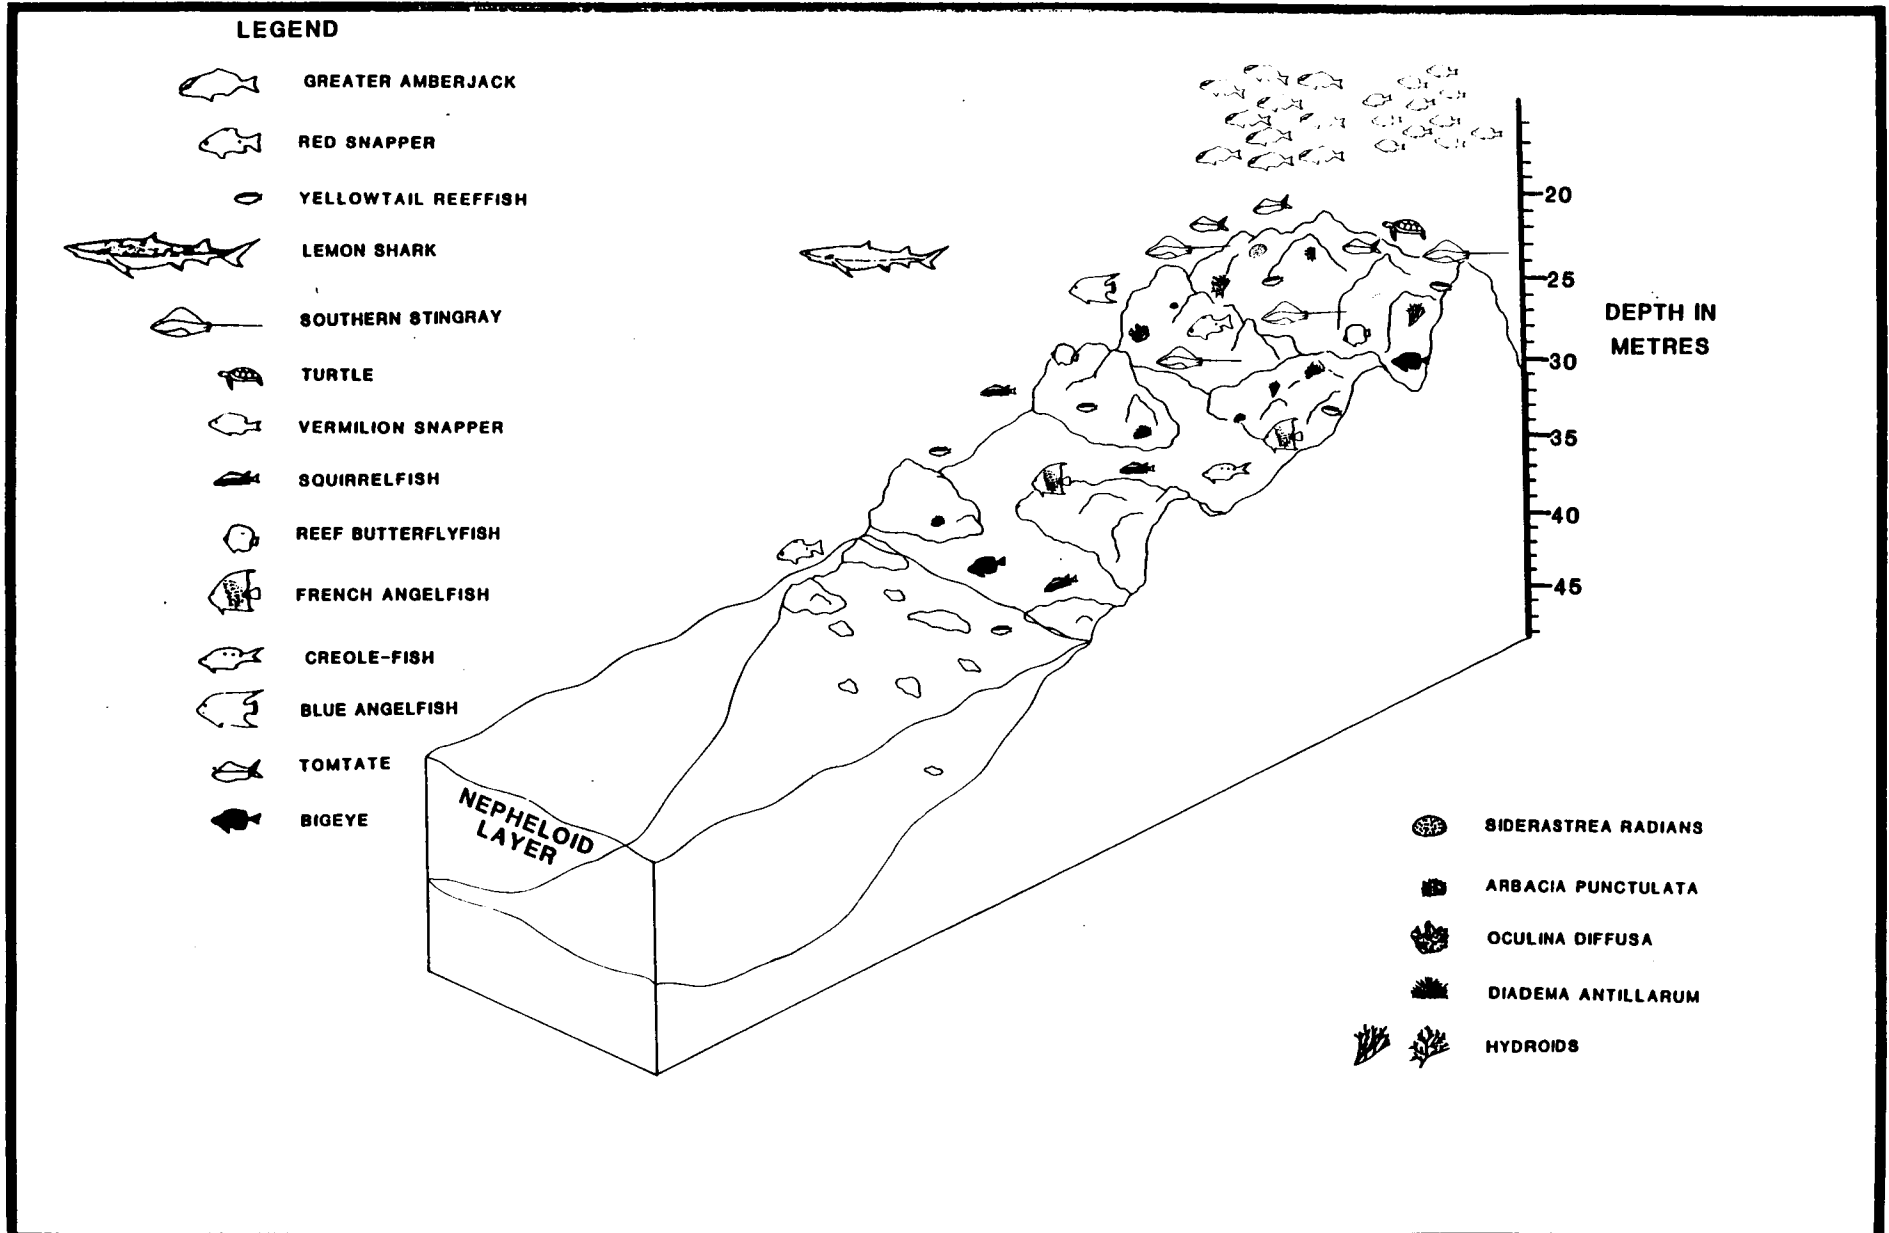 LEGEND
GREATER AMBERJACK
RED SNAPPER
YELLOWTAIL REEFFISH
LEMON SHARK
SOUTHERN STINGRAY
TURTLE
VERMILION SNAPPER
SQUIRRELFISH
REEF BUTTERFLYFISH
FRENCH ANGELFISH
CREOLE-FISH
BLUE ANGELFISH
TOMTATE
BIGEYE
NEPHELOID
LAYER
20
25
30
35
40
45
DEPTH IN
METRES
SIDERASTREA RADIANS
ARBACIA PUNCTULATA
OCULINA DIFFUSA
DIADEMA ANTILLARUM
HYDROIDS